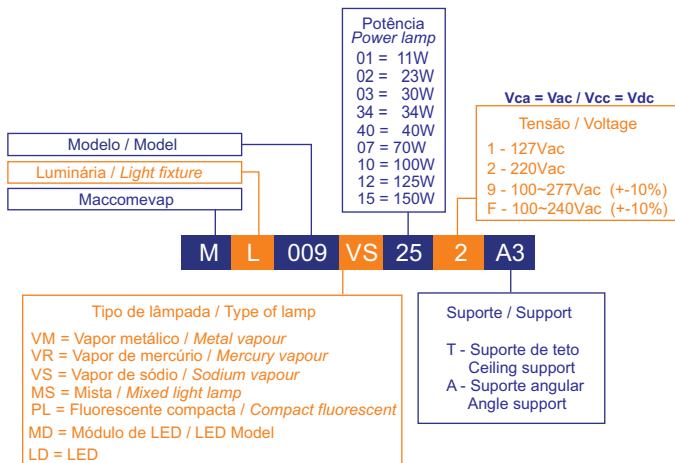 Potência
Power lamp
01 = 11W
02 = 23W
03 = 30W
34 = 34W
40 = 40W
07 = 70W
10 = 100W
12 = 125W
15 = 150W
Vca = Vac / Vcc = Vdc
Tensão / Voltage
1 - 127Vac
2 - 220Vac
9 - 100~277Vac (+-10%)
F - 100~240Vac (+-10%)
Modelo / Model
Luminária / Light fixture
Maccomevap
M L 009 VS 25 2 A3
Tipo de lâmpada / Type of lamp
VM = Vapor metálico / Metal vapour
VR = Vapor de mercúrio / Mercury vapour
VS = Vapor de sódio / Sodium vapour
MS = Mista / Mixed light lamp
PL = Fluorescente compacta / Compact fluorescent
MD = Módulo de LED / LED Model
LD = LED
Suporte / Support
T - Suporte de teto
Ceiling support
A - Suporte angular
Angle support